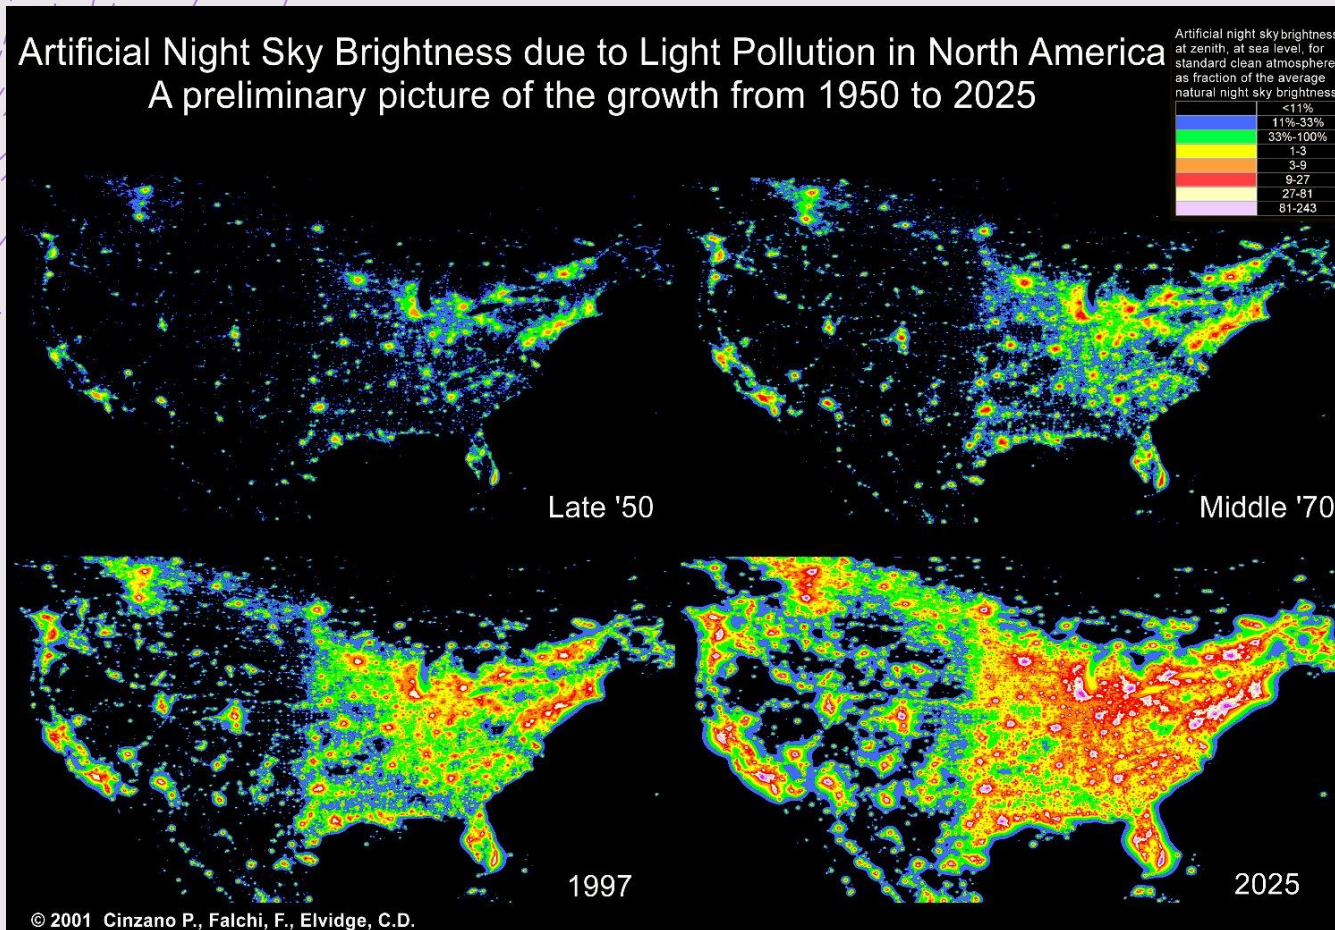 Artificial Night Sky Brightness due to Light Pollution in North America
A preliminary picture of the growth from 1950 to 2025
Artificial night sky brightness
at zenith, at sea level, for
standard clean atmosphere
as fraction of the average
natural night sky brightness
<11%
11%-33%
33%-100%
1-3
3-9
9-27
27-81
81-243
Late '50
Middle '70
1997
2025
© 2001 Cinzano P., Falchi, F., Elvidge, C.D.